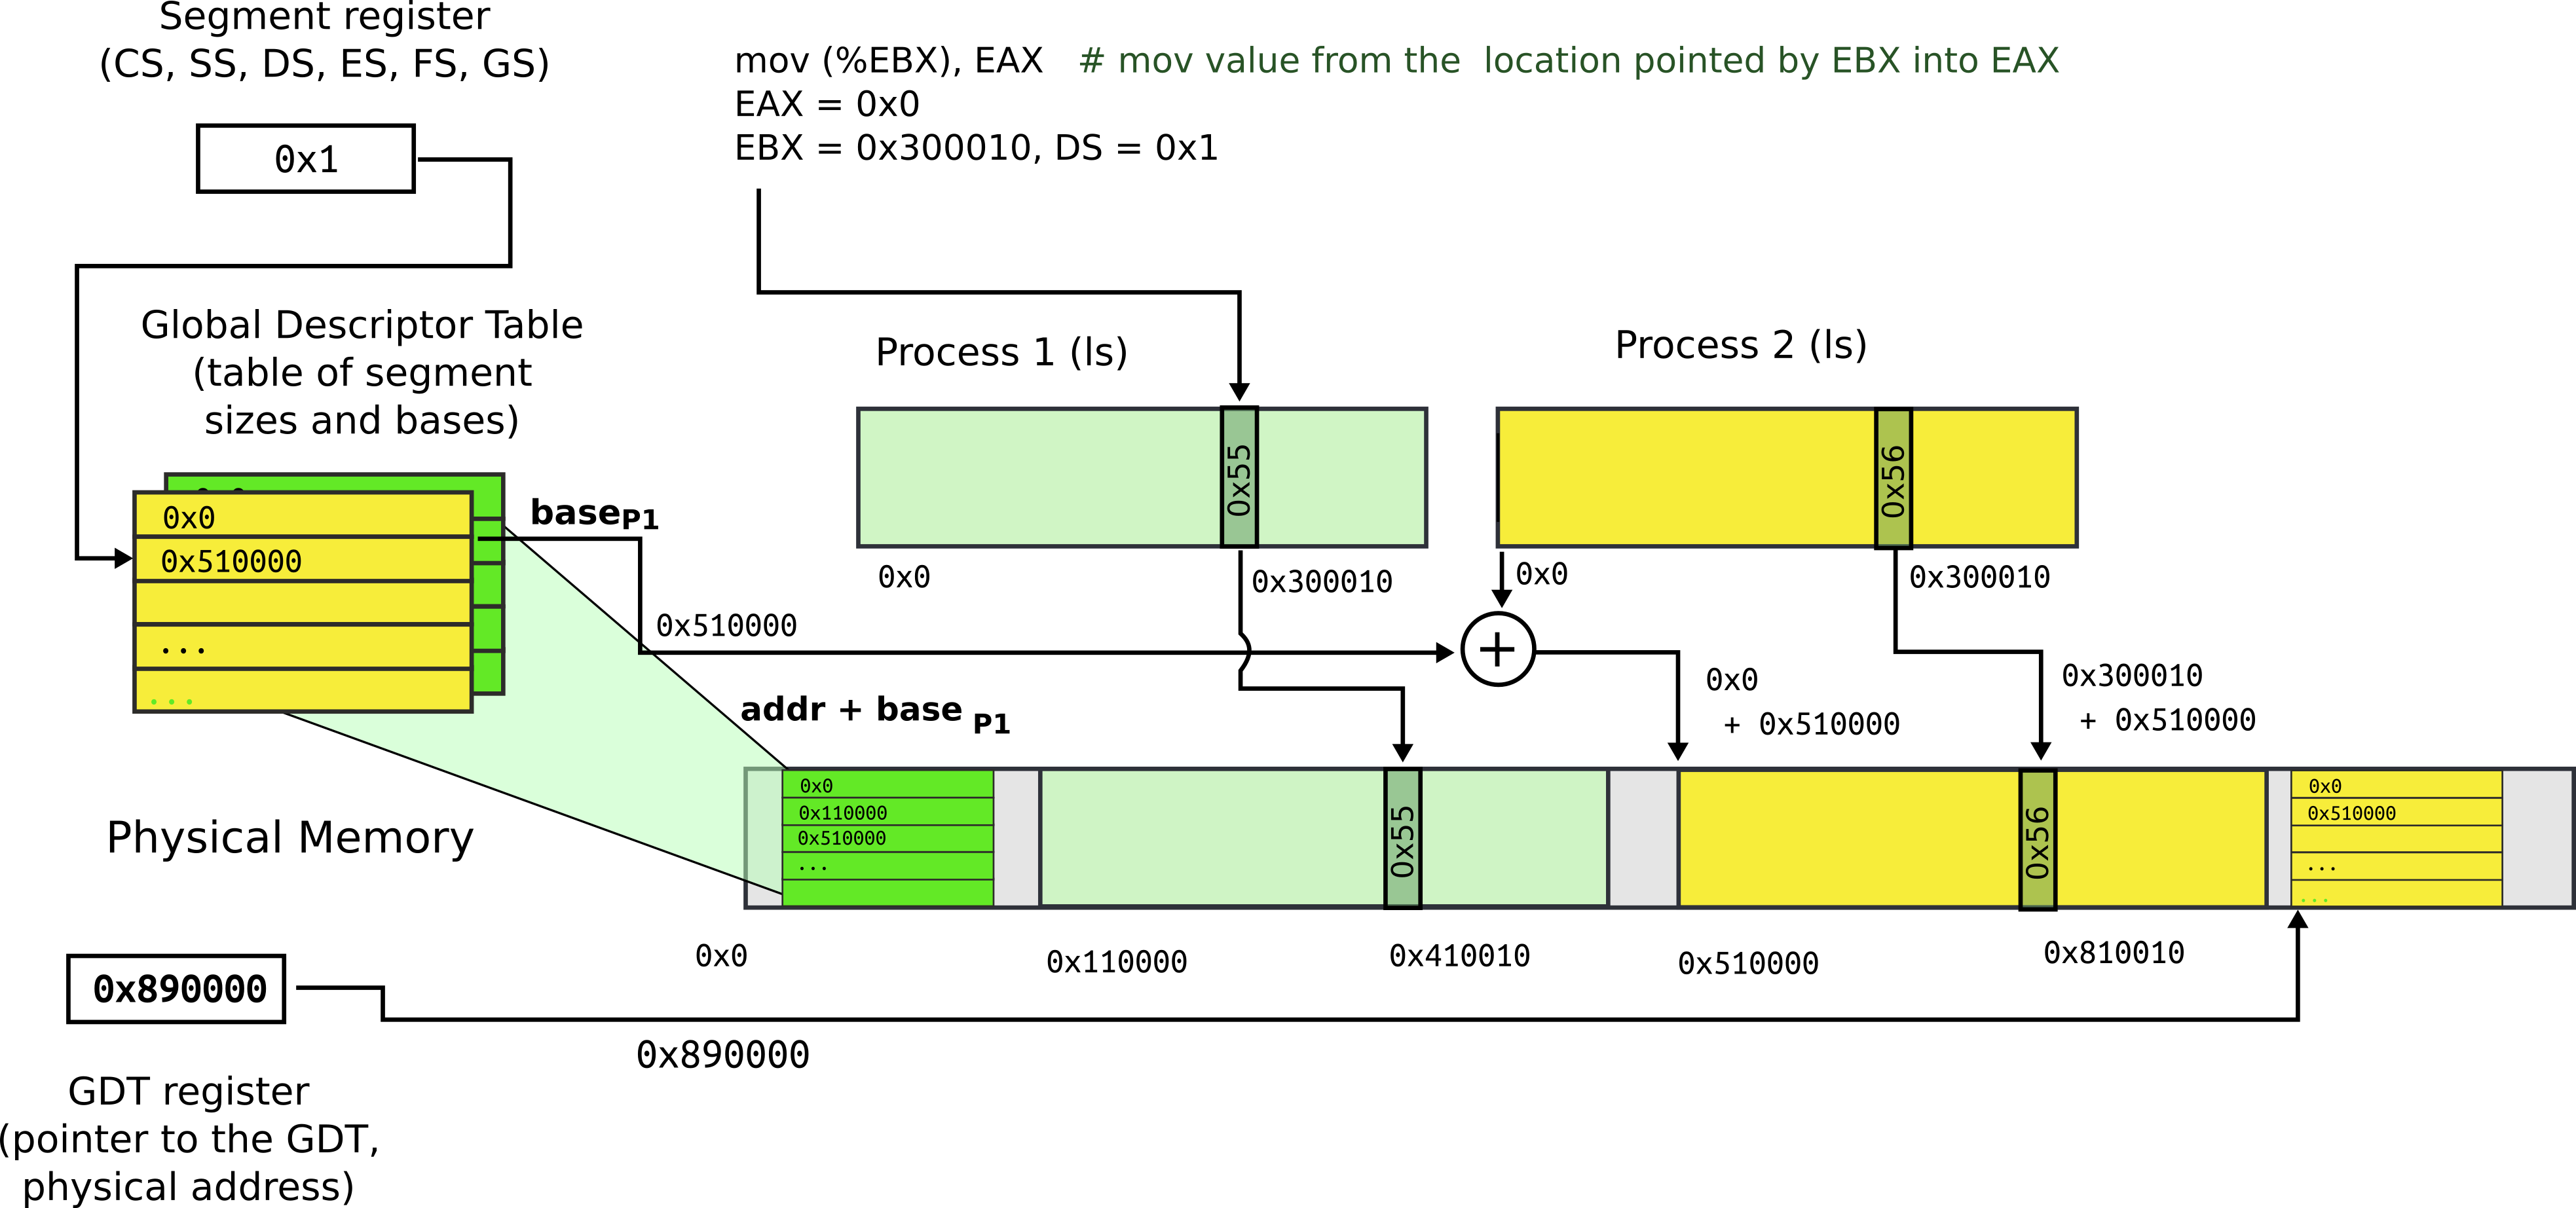 Segment register
(CS, SS, DS, ES, FS, GS)
0x1
mov (%EBX), EAX   # mov value from the  location pointed by EBX into EAX
EAX = 0x0
EBX = 0x300010, DS = 0x1
Global Descriptor Table
(table of segment
sizes and bases)
0x0
0x510000
...
...
baseP1
0x510000
Process 1 (ls)
0x55
0x0
0x300010
Process 2 (ls)
0x56
0x0
0x300010
+
addr + base P1
0x0
+ 0x510000
0x300010
+ 0x510000
Physical Memory
0x0
0x110000
0x510000
...
0x55
0x56
0x0
0x510000
...
...
0x0
0x110000
0x410010
0x510000
0x810010
0x890000
0x890000
GDT register
(pointer to the GDT,
physical address)